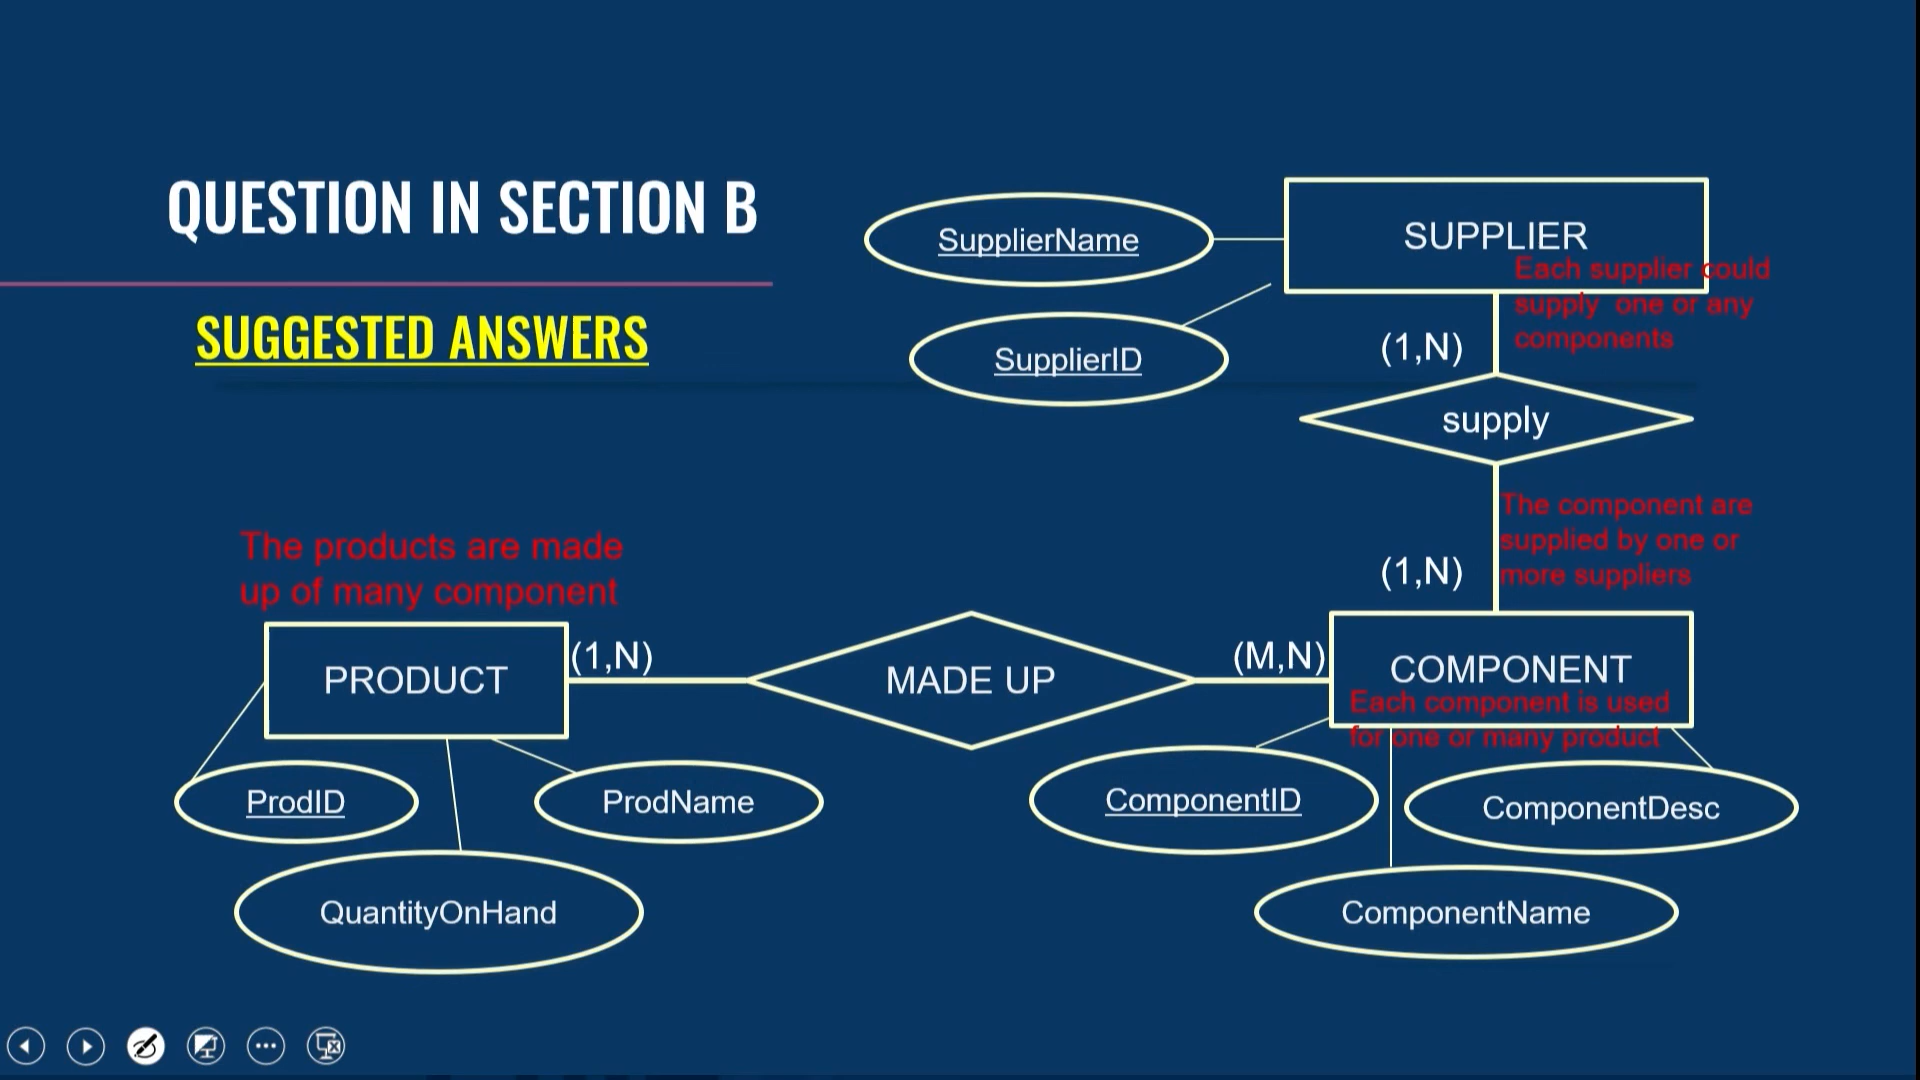 QUESTION IN SECTION B
SUGGESTED ANSWERS
SupplierName
SUPPLIER
Each supplier could
supply one or any
components
SupplierID
(1,N)
supply
The component are
supplied by one or
more suppliers
(1,N)
The products are made
up of many component
PRODUCT
(1,N)
MADE UP
(M,N)
COMPONENT
Each component is used
for one or many product
ProdID
ProdName
ComponentID
ComponentDesc
QuantityOnHand
ComponentName